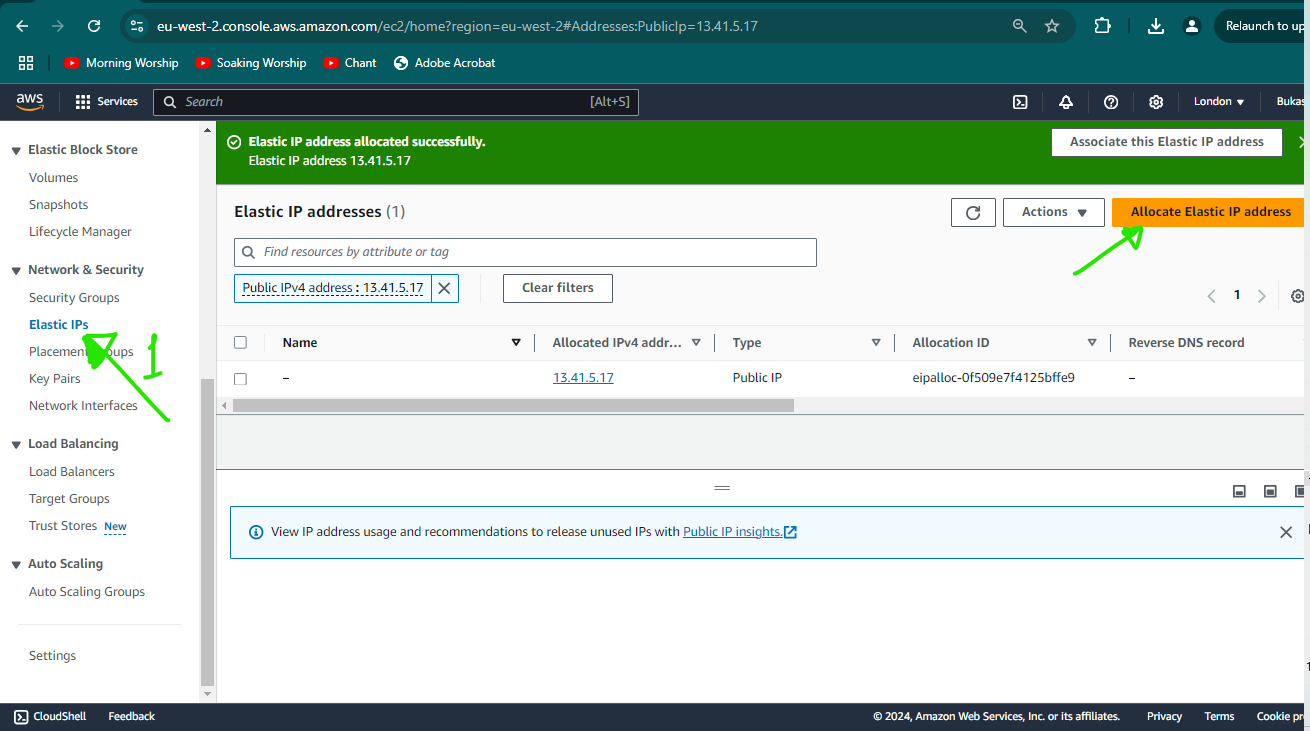 eu-west-2.console.aws.amazon.com/ec2/home?region=eu-west-2#Addresses:PublicIp=13.41.5.17
Relaunch to up
Morning Worship
Soaking Worship
Chant
Adobe Acrobat
aws
Services
Search
[Alt+S]
London
Bukas
Elastic Block Store
Volumes
Snapshots
Lifecycle Manager
Network & Security
Security Groups
Elastic IPs
Placement Groups
1
Key Pairs
Network Interfaces
Load Balancing
Load Balancers
Target Groups
Trust Stores New
Auto Scaling
Auto Scaling Groups
Settings
Elastic IP address allocated successfully.
Elastic IP address 13.41.5.17
Associate this Elastic IP address
Elastic IP addresses (1)
Actions
Allocate Elastic IP address
Find resources by attribute or tag
Public IPv4 address : 13.41.5.17
Clear filters
1
Name
Allocated IPv4 addr...
Type
Allocation ID
Reverse DNS record
–
13.41.5.17
Public IP
eipalloc-0f509e7f4125bffe9
–
View IP address usage and recommendations to release unused IPs with Public IP insights.
CloudShell
Feedback
© 2024, Amazon Web Services, Inc. or its affiliates.
Privacy
Terms
Cookie pr